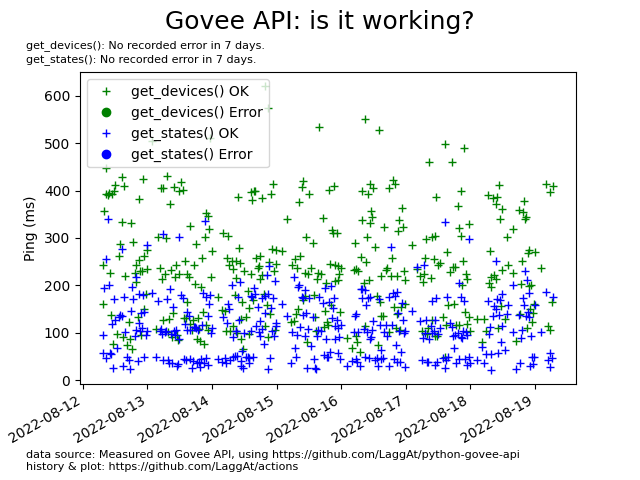 Govee API: is it working?
get_devices(): No recorded error in 7 days.
get_states(): No recorded error in 7 days.
get_devices() OK
get_devices() Error
get_states() OK
get_states() Error
Ping (ms)
600
500
400
300
200
100
0
2022-08-12
2022-08-13
2022-08-14
2022-08-15
2022-08-16
2022-08-17
2022-08-18
2022-08-19
data source: Measured on Govee API, using https://github.com/LaggAt/python-govee-api
history & plot: https://github.com/LaggAt/actions